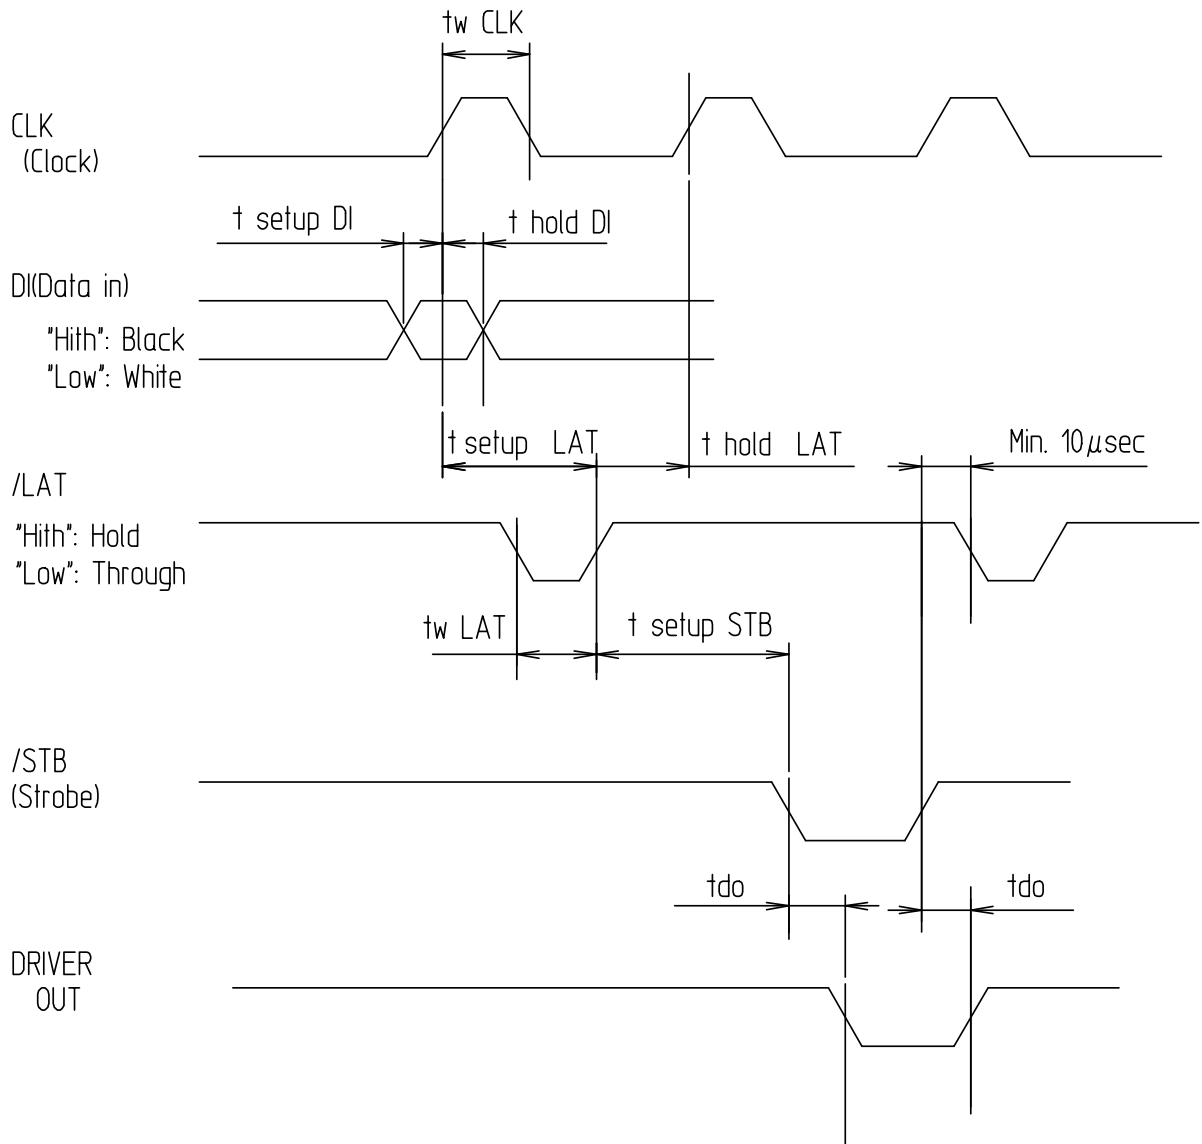 tw CLK
CLK
(Clock)
t setup DI
t hold DI
DI(Data in)
"Hith": Black
"Low": White
t setup LAT
t hold LAT
Min. 10μsec
/LAT
"Hith": Hold
"Low": Through
tw LAT
t setup STB
/STB
(Strobe)
tdo
tdo
DRIVER
OUT